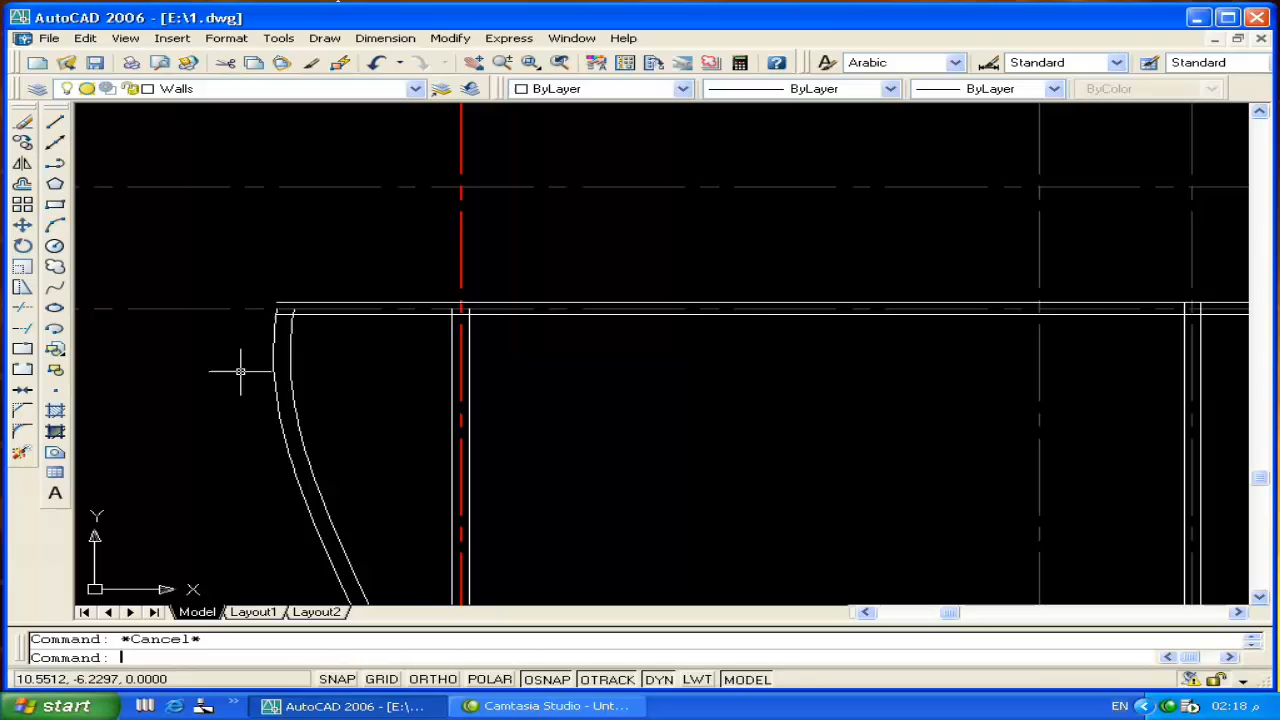 AutoCAD 2006 - [E:\1.dwg]
File Edit View Insert Format Tools Draw Dimension Modify Express Window Help
Arabic Standard Standard
Walls ByLayer ByLayer ByLayer ByColor
A
Y
X
Model Layout1 Layout2
Command: *Cancel*
Command:
10.5512, -6.2297, 0.0000 SNAP GRID ORTHO POLAR OSNAP OTRACK DYN LWT MODEL
start AutoCAD 2006 - [E:\... Camtasia Studio - Unt... EN 02:18 م